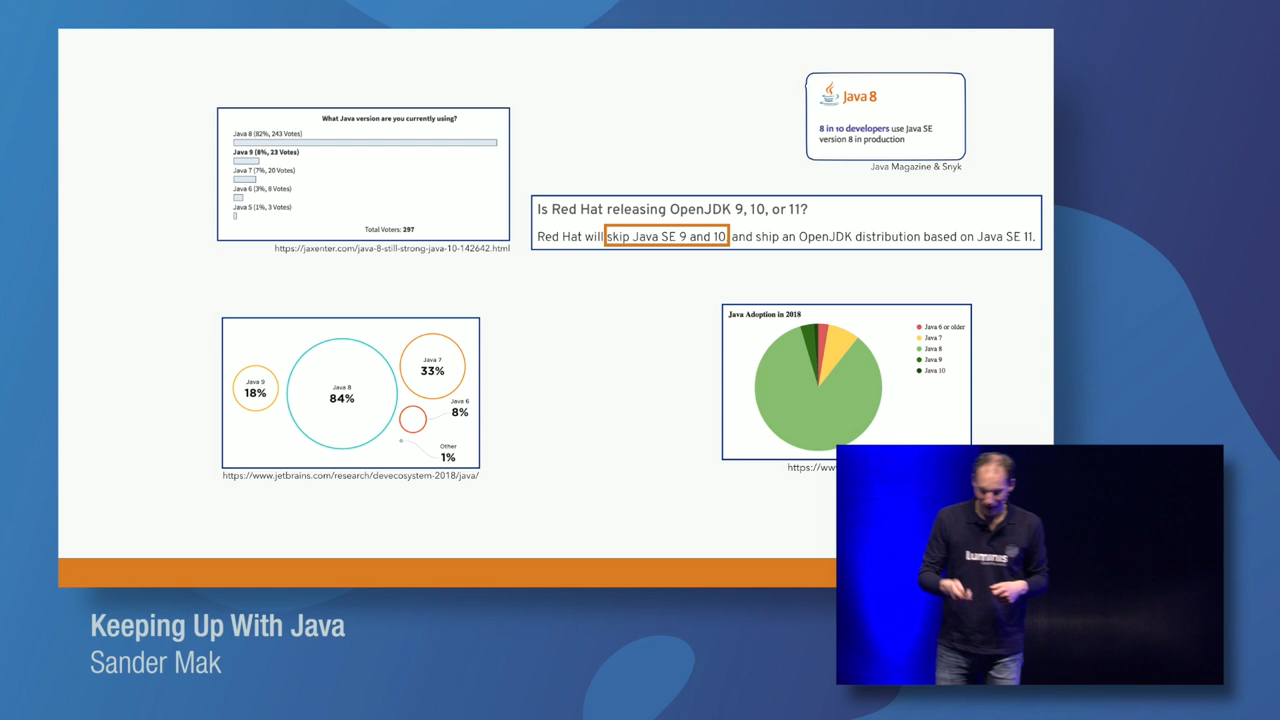 What Java version are you currently using?
Java 8 (82%, 243 Votes)
Java 9 (8%, 23 Votes)
Java 7 (7%, 20 Votes)
Java 6 (3%, 8 Votes)
Java 5 (1%, 3 Votes)
Total Voters: 297
https://jaxenter.com/java-8-still-strong-java-10-142642.html
Java 8
8 in 10 developers use Java SE
version 8 in production
Java Magazine & Snyk
Is Red Hat releasing OpenJDK 9, 10, or 11?
Red Hat will skip Java SE 9 and 10 and ship an OpenJDK distribution based on Java SE 11.
Java 9
18%
Java 8
84%
Java 7
33%
Java 6
8%
Other
1%
https://www.jetbrains.com/research/devecosystem-2018/java/
Java Adoption in 2018
Java 6 or older
Java 7
Java 8
Java 9
Java 10
https://ww
luminis
Keeping Up With Java
Sander Mak